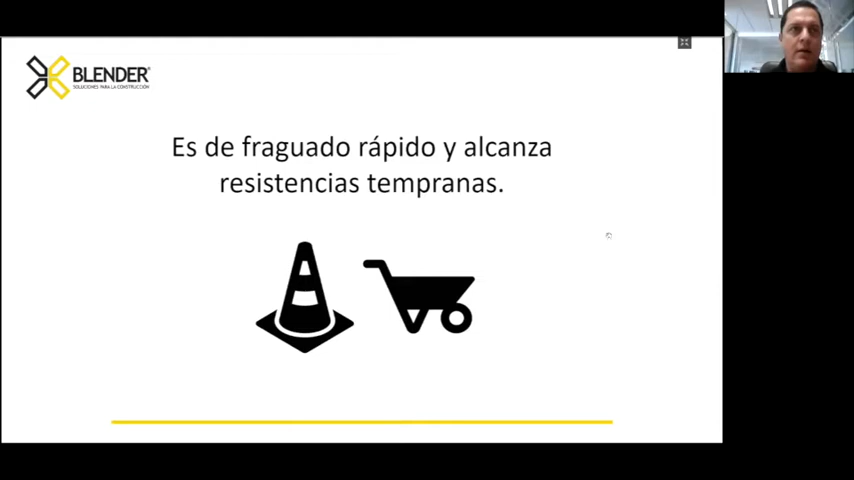 BLENDER®
SOLUCIONES PARA LA CONSTRUCCIÓN
Es de fraguado rápido y alcanza
resistencias tempranas.